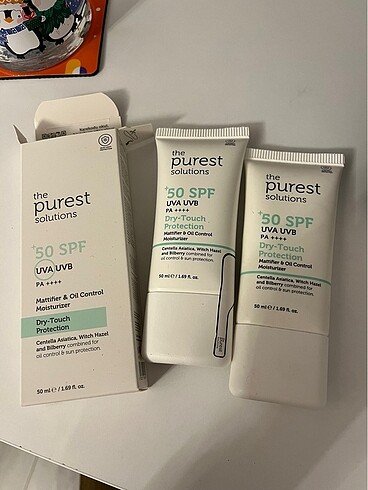 the
purest
solutions
+50 SPF
UVA UVB
PA ++++
Mattifier & Oil Control
Moisturizer
Dry-Touch
Protection
Centella Asiatica, Witch Hazel
and Bilberry combined for
oil control & sun protection.
50 ml ℮ / 1.69 fl. oz.
the
purest
solutions
+50 SPF
UVA UVB
PA ++++
Dry-Touch
Protection
Mattifier & Oil Control
Moisturizer
Centella Asiatica, Witch Hazel
and Bilberry combined for
oil control & sun protection.
50 ml ℮ / 1.69 fl. oz.
the
purest
solutions
+50 SPF
UVA UVB
PA ++++
Dry-Touch
Protection
Mattifier & Oil Control
Moisturizer
Centella Asiatica, Witch Hazel
and Bilberry combined for
oil control & sun protection.
50 ml ℮ / 1.69 fl. oz.